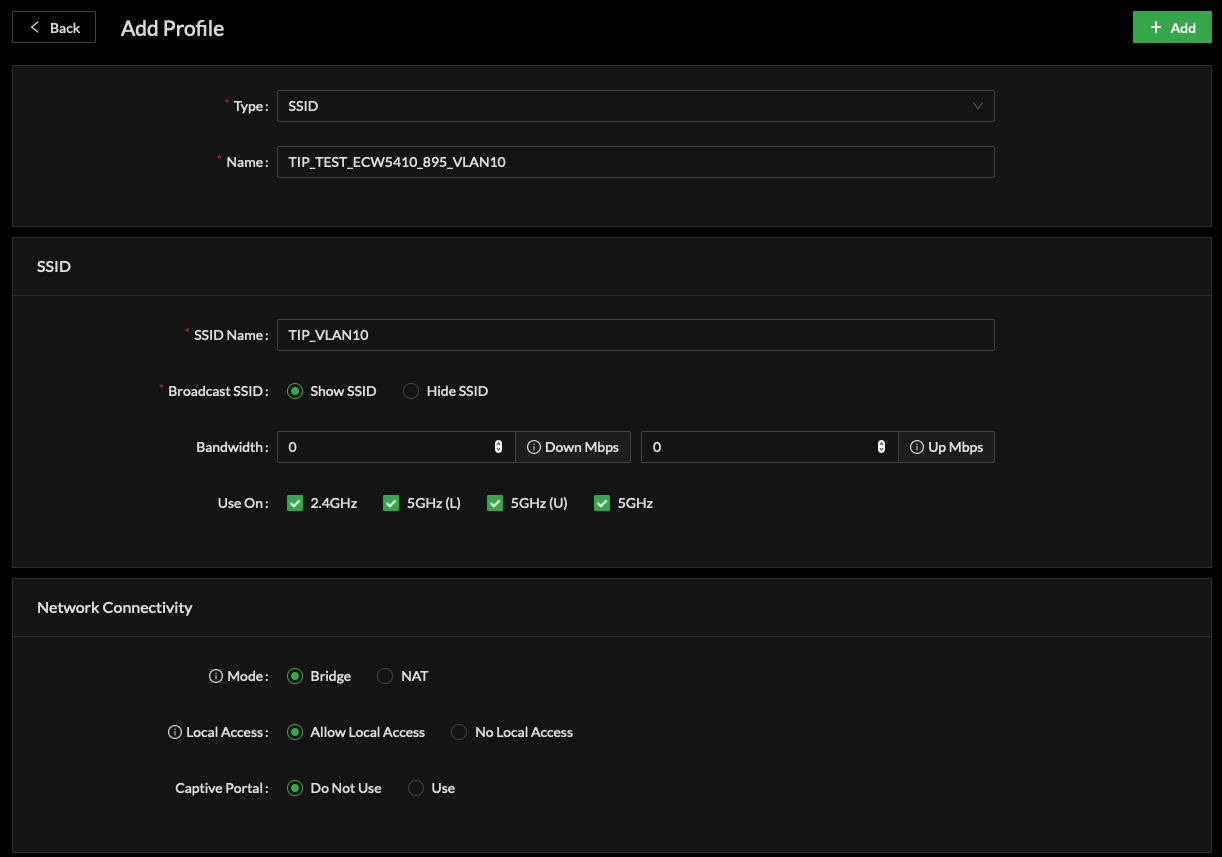 Back
Add Profile
+ Add
* Type :
SSID
* Name :
TIP_TEST_ECW5410_895_VLAN10
SSID
* SSID Name :
TIP_VLAN10
* Broadcast SSID :
Show SSID
Hide SSID
Bandwidth :
0
Down Mbps
0
Up Mbps
Use On :
2.4GHz
5GHz (L)
5GHz (U)
5GHz
Network Connectivity
Mode :
Bridge
NAT
Local Access :
Allow Local Access
No Local Access
Captive Portal :
Do Not Use
Use